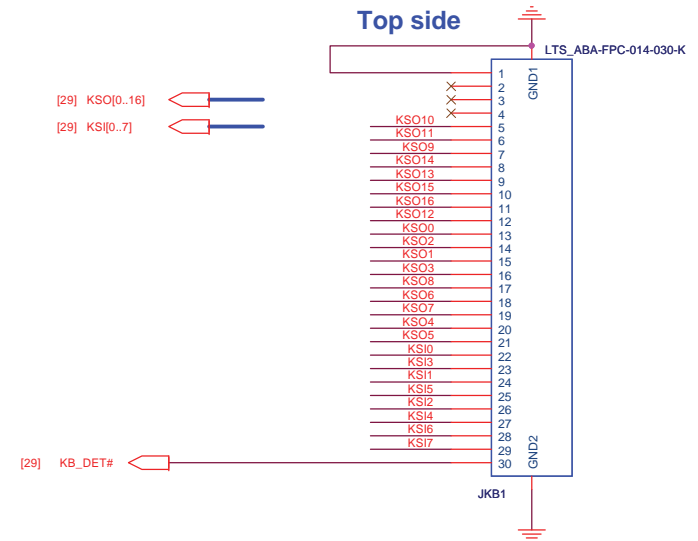 Top side
LTS_ABA-FPC-014-030-K
GND1
1
2
[29] KSO[0..16]
3
4
[29] KSI[0..7]
KSO10 5
KSO11 6
KSO9 7
KSO14 8
KSO13 9
KSO15 10
KSO16 11
KSO12 12
KSO0 13
KSO2 14
KSO1 15
KSO3 16
KSO8 17
KSO6 18
KSO7 19
KSO4 20
KSO5 21
KSI0 22
KSI3 23
KSI1 24
KSI5 25
KSI2 26
KSI4 27
KSI6 28
KSI7 29
[29] KB_DET# 30
GND2
JKB1